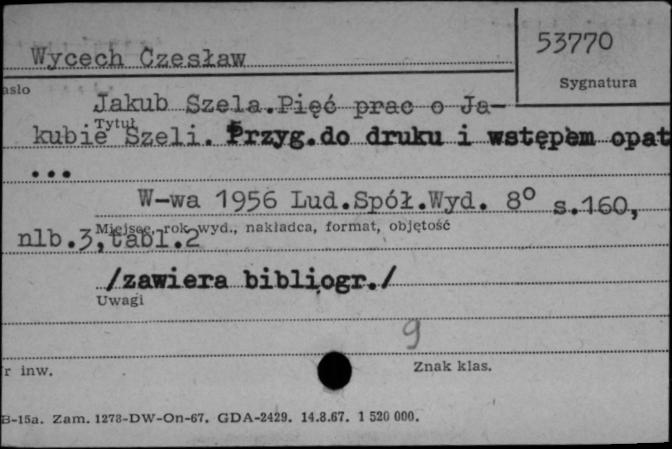 Wycech Czesław
53770
asło
Sygnatura
Jakub Szela.Pięć prac o Ja-
Tytuł
kubie Szeli. Przyg.do druku i wstępem opat
...
W-wa 1956 Lud.Spół.Wyd. 8° s.160,
Miejsce, rok wyd., nakładca, format, objętość
nlb.3,tabl.2
/zawiera bibliogr./
Uwagi
9
r inw.
Znak klas.
B-15a. Zam. 1278-DW-On-67. GDA-2429. 14.8.67. 1 520 000.